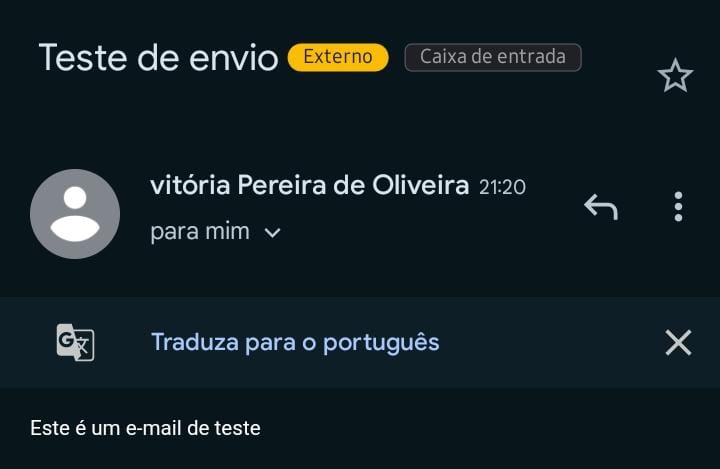 Teste de envio Externo Caixa de entrada
vitória Pereira de Oliveira 21:20
para mim
Traduza para o português
Este é um e-mail de teste